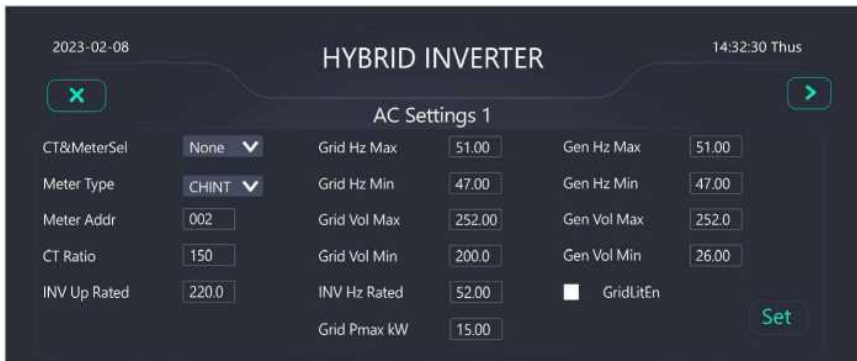 2023-02-08 HYBRID INVERTER 14:32:30 Thus
AC Settings 1
CT&MeterSel None Grid Hz Max 51.00 Gen Hz Max 51.00
Meter Type CHINT Grid Hz Min 47.00 Gen Hz Min 47.00
Meter Addr 002 Grid Vol Max 252.00 Gen Vol Max 252.0
CT Ratio 150 Grid Vol Min 200.0 Gen Vol Min 26.00
INV Up Rated 220.0 INV Hz Rated 52.00 GridLitEn
Grid Pmax kW 15.00 Set